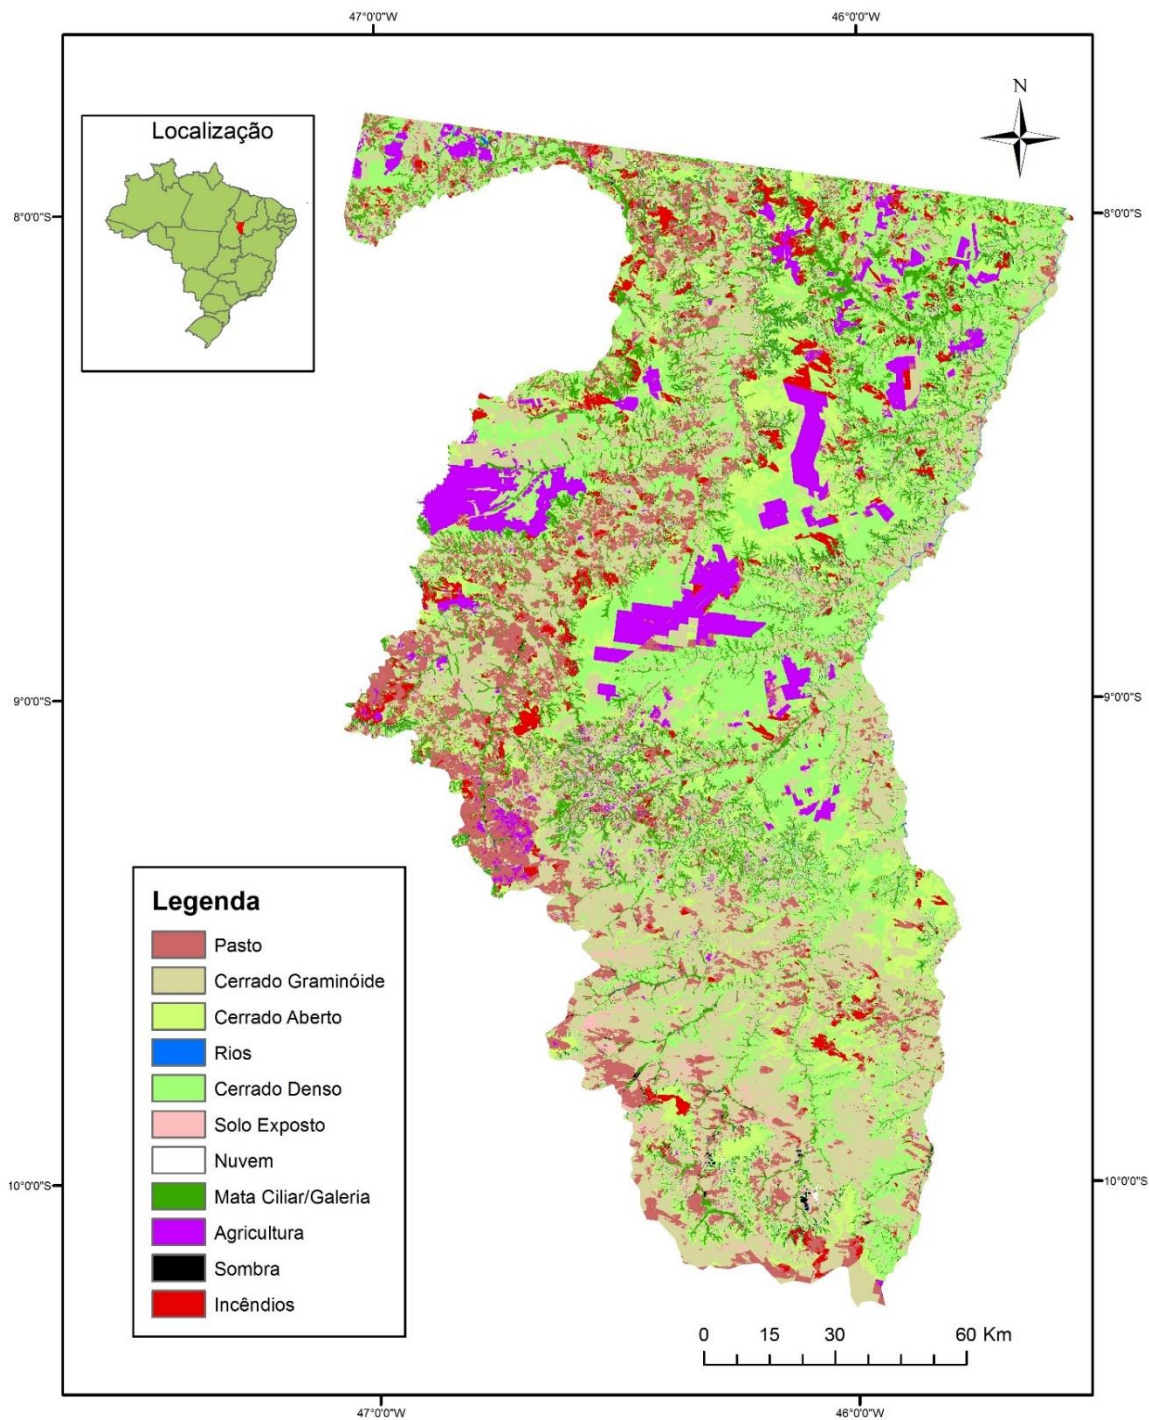 47°0'0"W
46°0'0"W
N
Localização
8°0'0"S
8°0'0"S
9°0'0"S
9°0'0"S
Legenda
Pasto
Cerrado Graminóide
Cerrado Aberto
Rios
Cerrado Denso
Solo Exposto
Nuvem
Mata Ciliar/Galeria
Agricultura
Sombra
Incêndios
10°0'0"S
10°0'0"S
0 15 30 60 Km
47°0'0"W
46°0'0"W